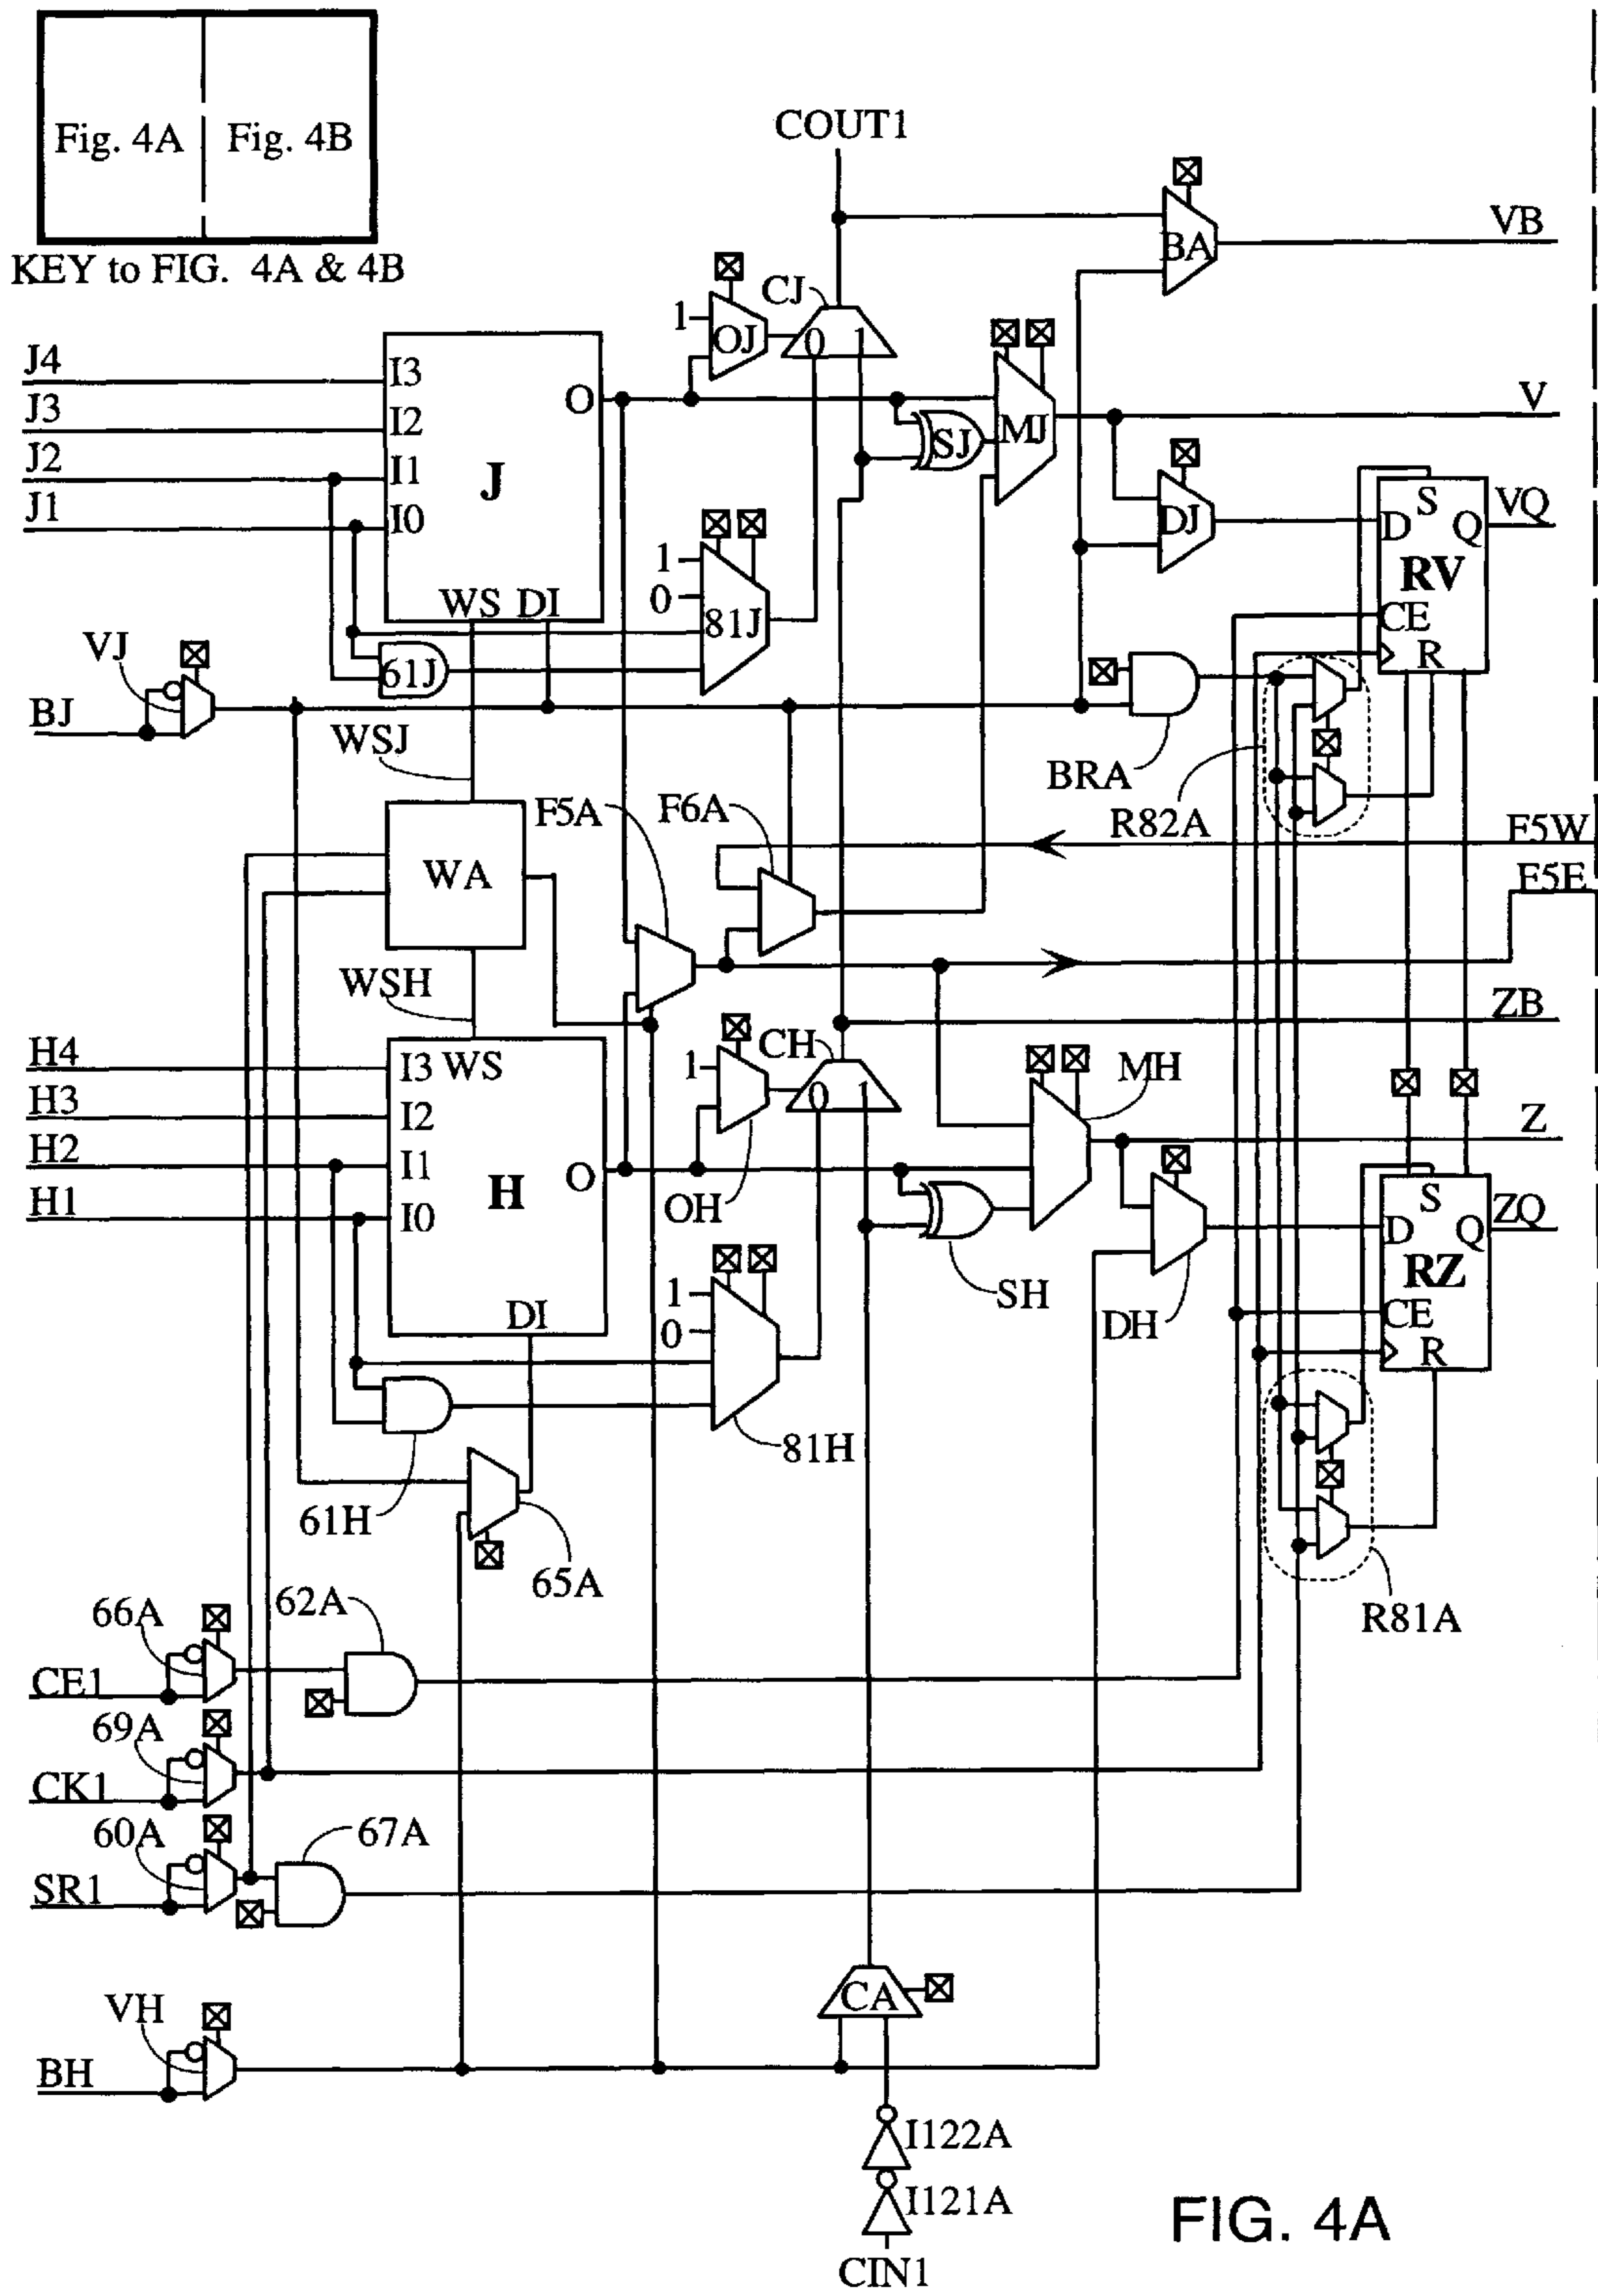 Fig. 4A
Fig. 4B
KEY to FIG. 4A & 4B
COUT1
BA
VB
CJ
1
OJ
0 1
J4
J3
J2
J1
I3
I2
I1
I0
O
J
WS DI
SJ
MJ
V
DJ
S
D
Q
VQ
RV
CE
R
1
0
81J
61J
VJ
BJ
WSJ
BRA
R82A
F5A
F6A
F5W
E5E
WA
WSH
ZB
H4
H3
H2
H1
I3 WS
I2
I1
I0
O
H
DI
1
CH
0 1
OH
MH
Z
SH
DH
S
D
Q
ZQ
RZ
CE
R
1
0
81H
61H
65A
R81A
66A
62A
CE1
69A
CK1
60A
67A
SR1
VH
BH
CA
I122A
I121A
CIN1
FIG. 4A